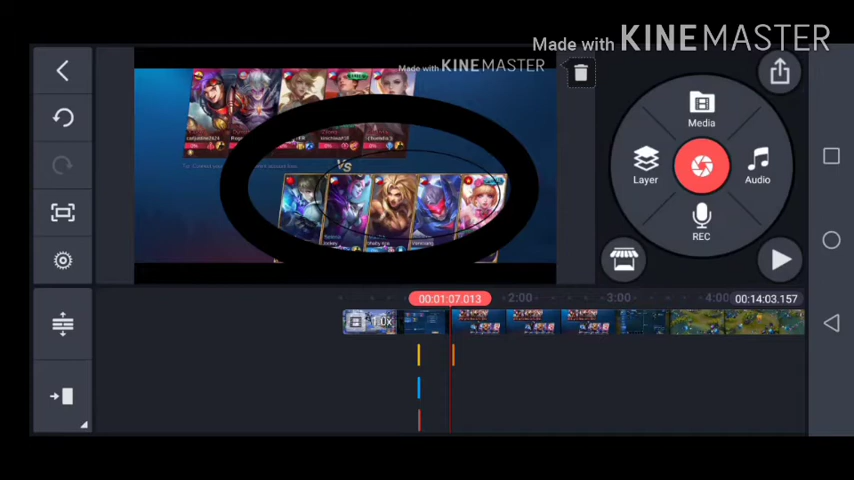 Made with KINEMASTER
Made with KINEMASTER
Media
VS
Layer
Audio
REC
00:01:07.013
2:00
3:00
4:00
00:14:03.157
1.0x